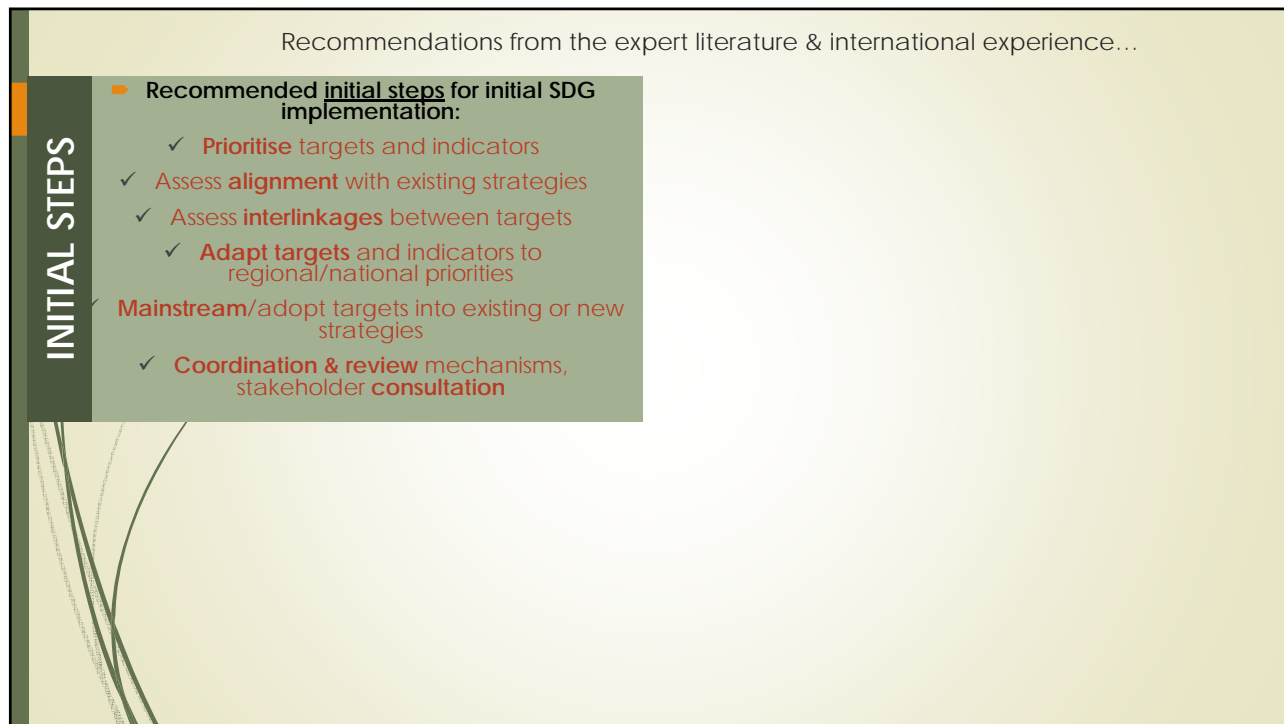 Recommendations from the expert literature & international experience…
INITIAL STEPS
Recommended initial steps for initial SDG
implementation:
✓ Prioritise targets and indicators
✓ Assess alignment with existing strategies
✓ Assess interlinkages between targets
✓ Adapt targets and indicators to
regional/national priorities
✓ Mainstream/adopt targets into existing or new
strategies
✓ Coordination & review mechanisms,
stakeholder consultation